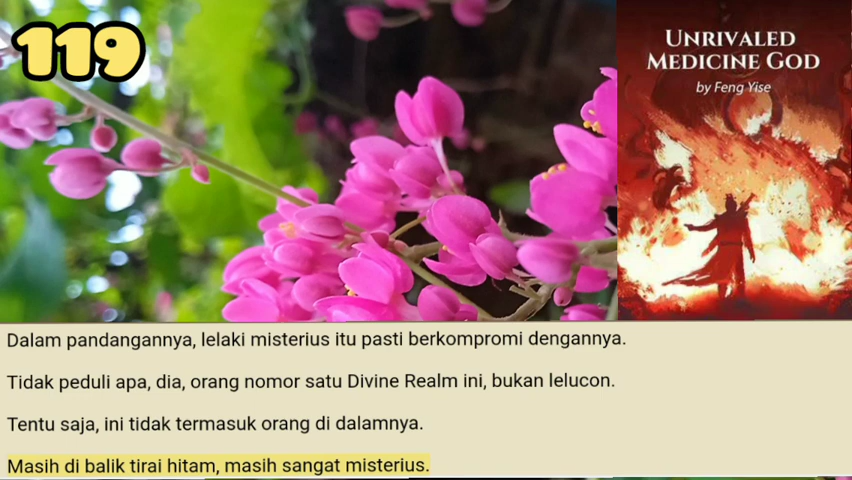 119
UNRIVALED
MEDICINE GOD
by Feng Yise
Dalam pandangannya, lelaki misterius itu pasti berkompromi dengannya.
Tidak peduli apa, dia, orang nomor satu Divine Realm ini, bukan lelucon.
Tentu saja, ini tidak termasuk orang di dalamnya.
Masih di balik tirai hitam, masih sangat misterius.